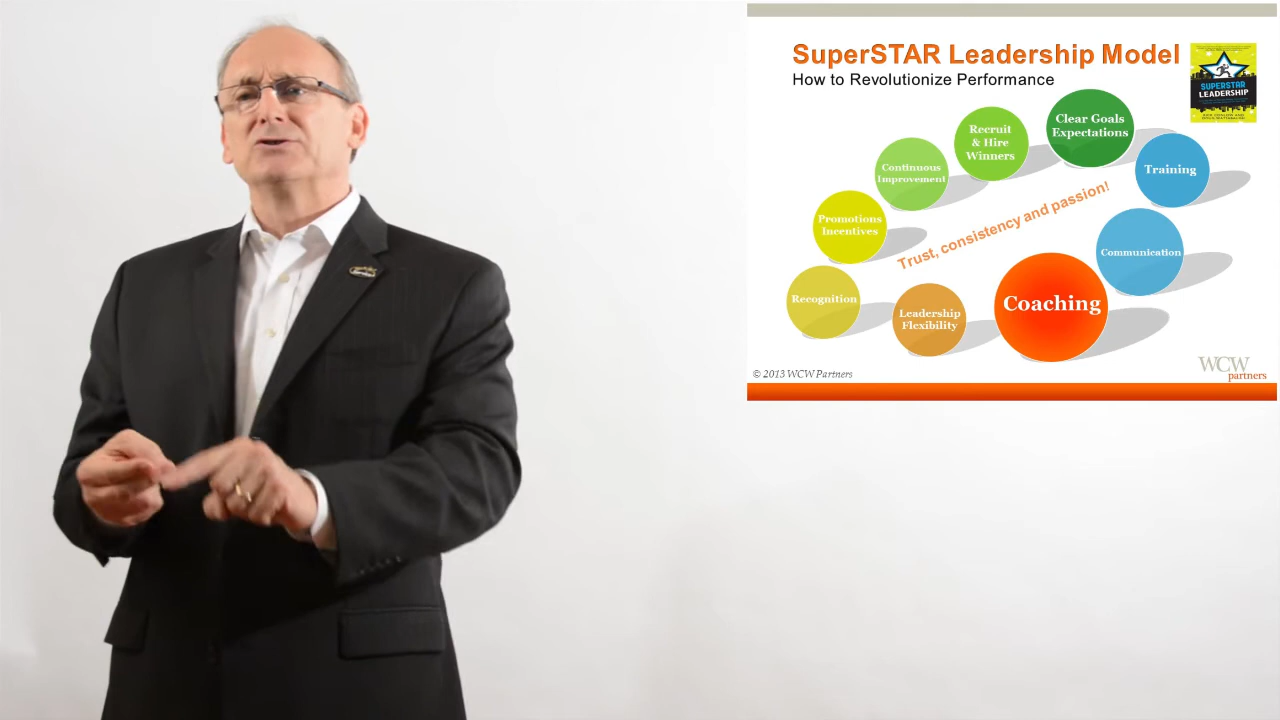 SuperSTAR Leadership Model
How to Revolutionize Performance
SUPERSTAR
LEADERSHIP
Clear Goals
Expectations
Recruit
& Hire
Winners
Training
Continuous
Improvement
Promotions
Incentives
Trust, consistency and passion!
Communication
Recognition
Leadership
Flexibility
Coaching
WCW
partners
© 2013 WCW Partners